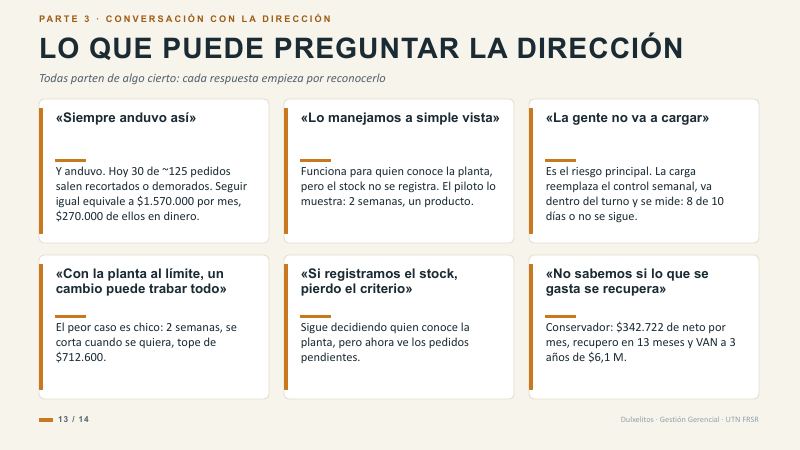 PARTE 3 · CONVERSACIÓN CON LA DIRECCIÓN
LO QUE PUEDE PREGUNTAR LA DIRECCIÓN
Todas parten de algo cierto: cada respuesta empieza por reconocerlo
«Siempre anduvo así»
Y anduvo. Hoy 30 de ~125 pedidos
salen recortados o demorados. Seguir
igual equivale a $1.570.000 por mes,
$270.000 de ellos en dinero.
«Lo manejamos a simple vista»
Funciona para quien conoce la planta,
pero el stock no se registra. El piloto lo
muestra: 2 semanas, un producto.
«La gente no va a cargar»
Es el riesgo principal. La carga
reemplaza el control semanal, va
dentro del turno y se mide: 8 de 10
días o no se sigue.
«Con la planta al límite, un
cambio puede trabar todo»
El peor caso es chico: 2 semanas, se
corta cuando se quiera, tope de
$712.600.
«Si registramos el stock,
pierdo el criterio»
Sigue decidiendo quien conoce la
planta, pero ahora ve los pedidos
pendientes.
«No sabemos si lo que se
gasta se recupera»
Conservador: $342.722 de neto por
mes, recupero en 13 meses y VAN a 3
años de $6,1 M.
13 / 14
Dulxelitos · Gestión Gerencial · UTN FRSR